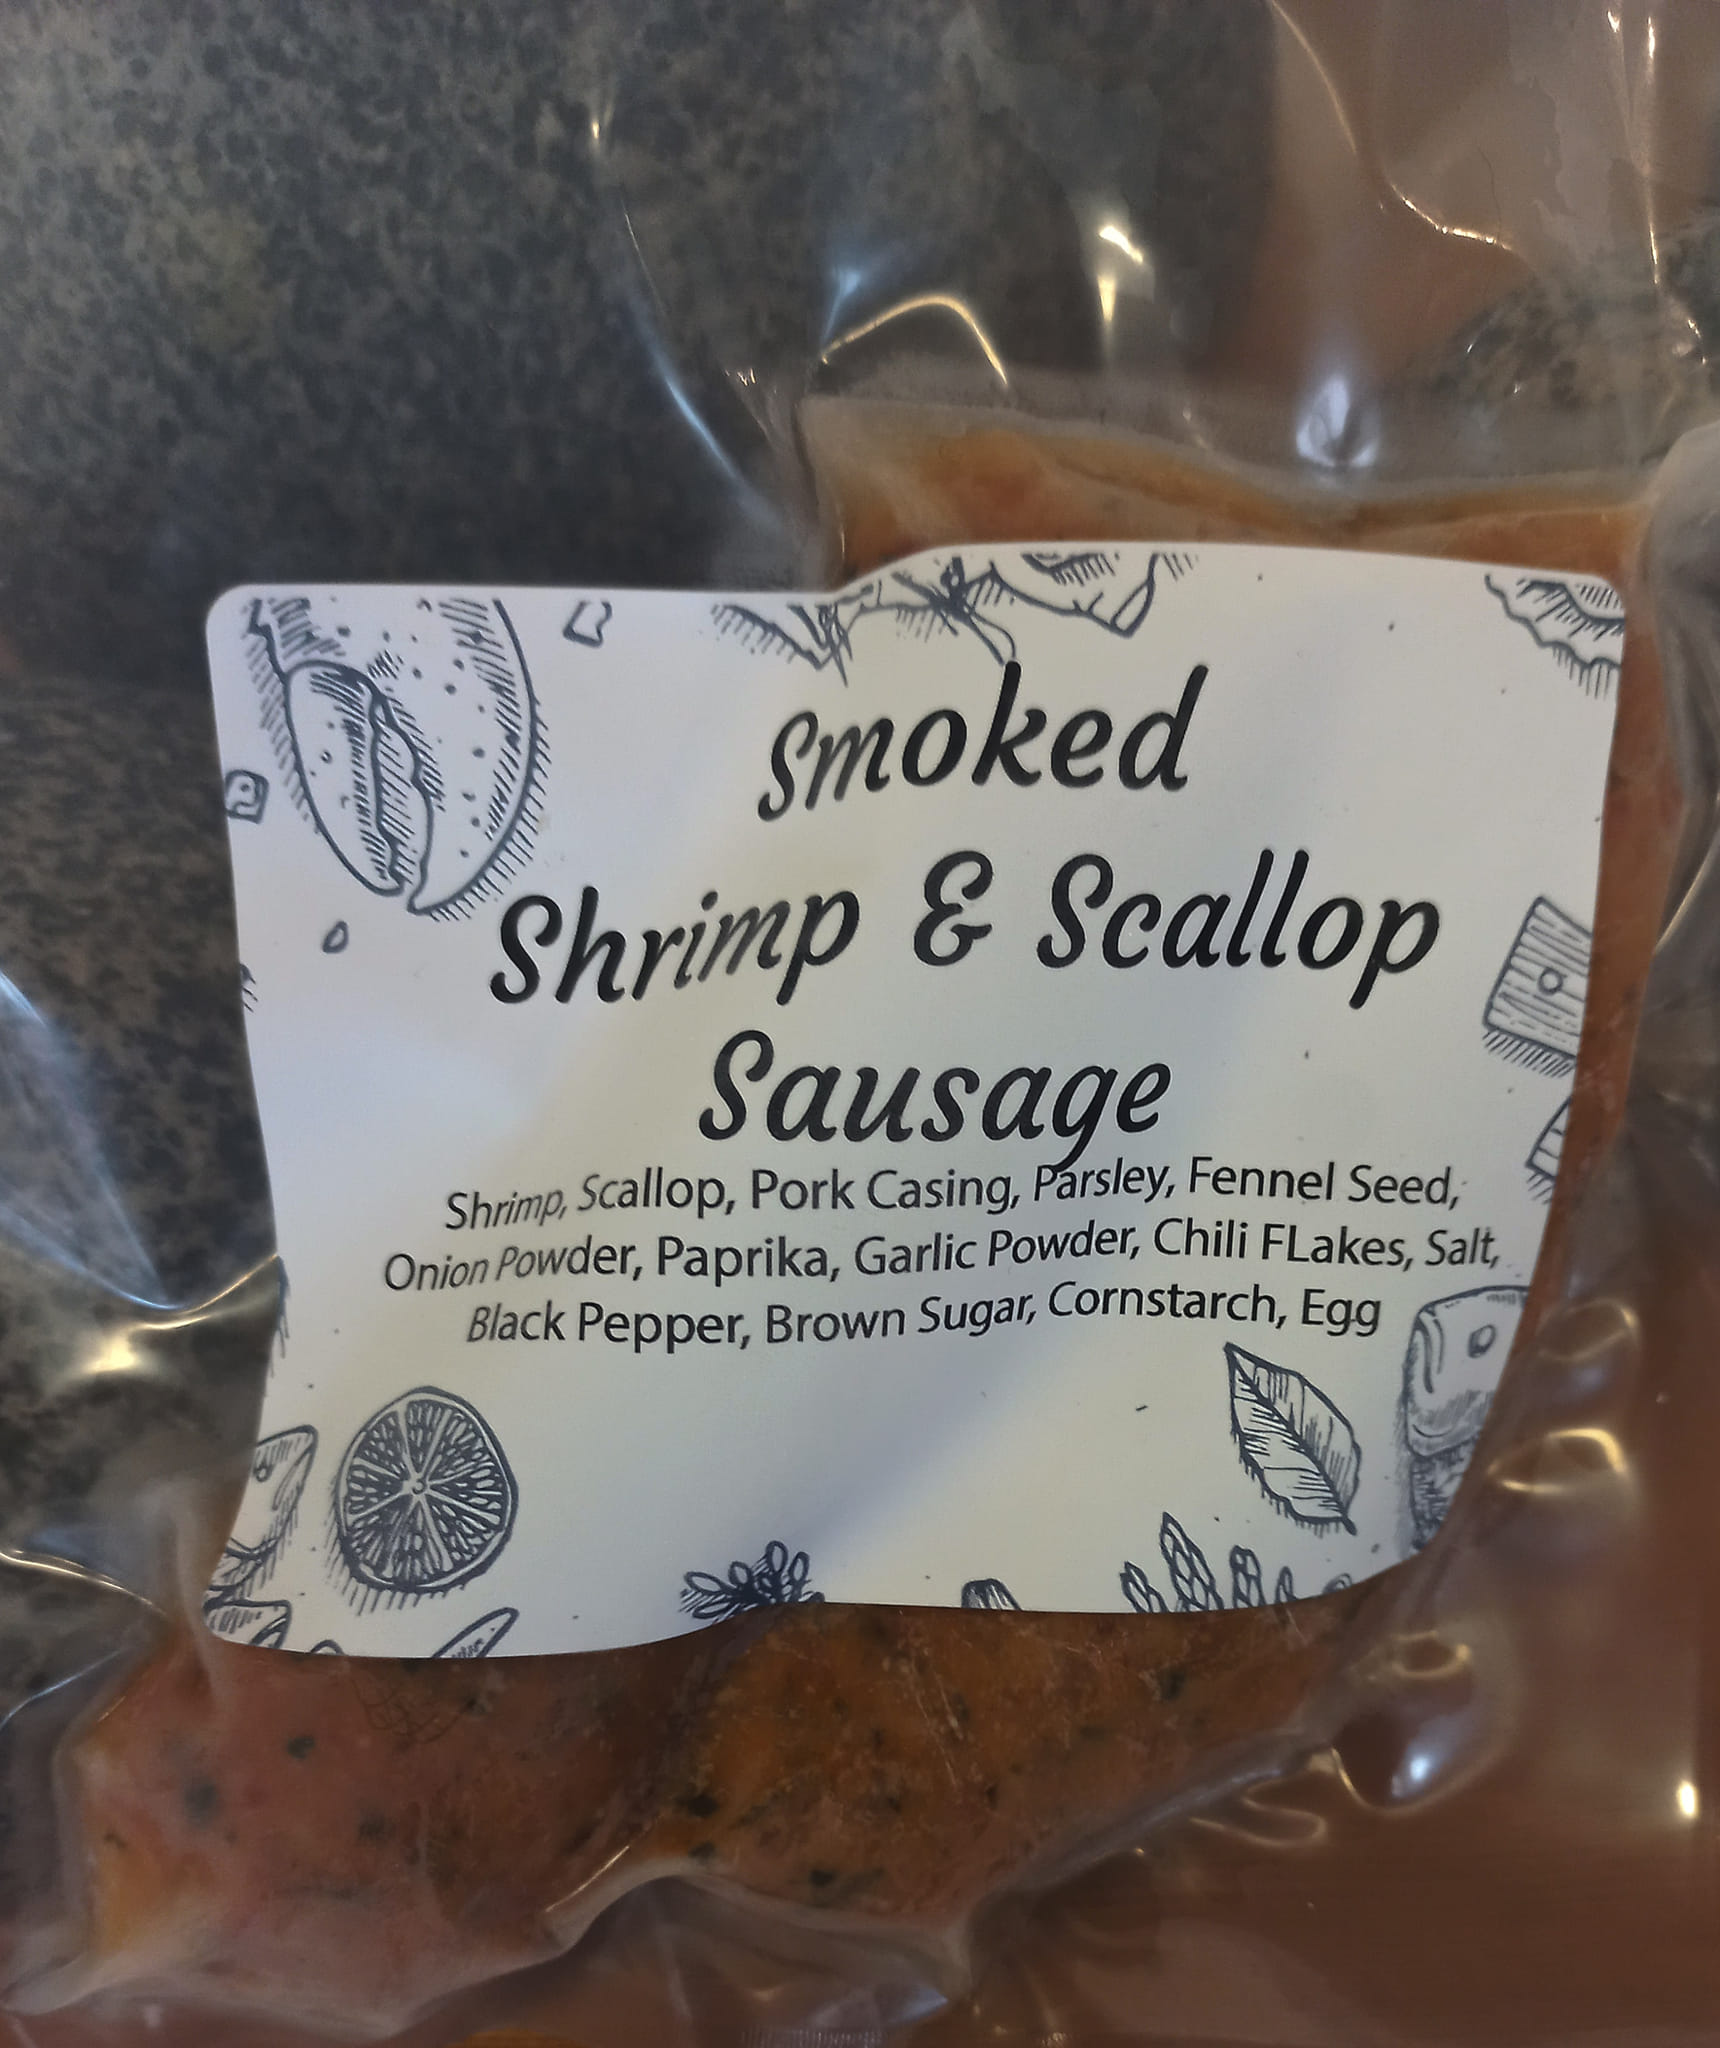 Smoked
Shrimp & Scallop
Sausage
Shrimp, Scallop, Pork Casing, Parsley, Fennel Seed,
Onion Powder, Paprika, Garlic Powder, Chili FLakes, Salt,
Black Pepper, Brown Sugar, Cornstarch, Egg